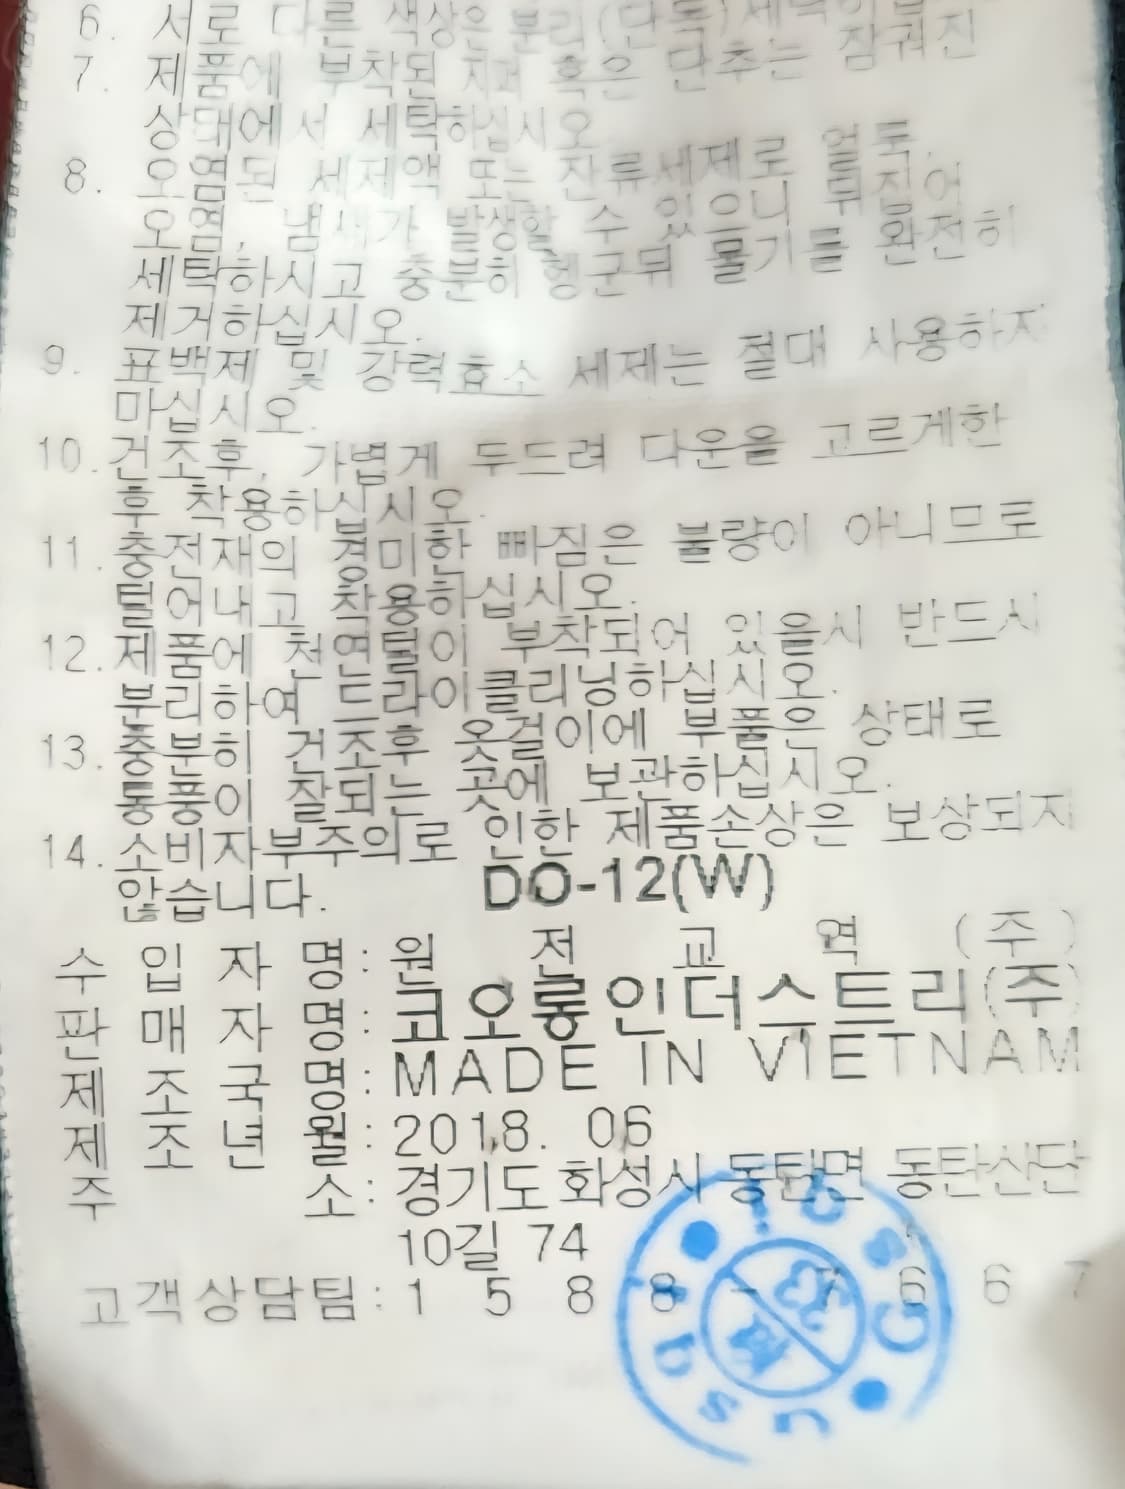 6. 서로 다른 색상은 분리(단독)세탁
7. 제품에 부착된 지퍼 혹은 단추는 잠궈진
상태에서 세탁하십시오.
8. 오염된 세제액 또는 잔류세제로 얼룩,
오염, 냄새가 발생할 수 있으니 뒤집어
세탁하시고 충분히 헹군뒤 물기를 완전히
제거하십시오.
9. 표백제 및 강력효소 세제는 절대 사용하지
마십시오.
10. 건조후, 가볍게 두드려 다운을 고르게한
후 착용하십시오.
11. 충전재의 경미한 빠짐은 불량이 아니므로
털어내고 착용하십시오.
12. 제품에 천연털이 부착되어 있을시 반드시
분리하여 드라이클리닝하십시오.
13. 충분히 건조후 옷걸이에 부품은 상태로
통풍이 잘되는 곳에 보관하십시오.
14. 소비자부주의로 인한 제품손상은 보상되지
않습니다. DO-12(W)
수입자명: 원전교역(주)
판매자명: 코오롱인더스트리(주)
제조국명: MADE IN VIETNAM
제조년월: 2018. 06
주소: 경기도 화성시 동탄면 동탄산단
10길 74
고객상담팀: 1588-7667